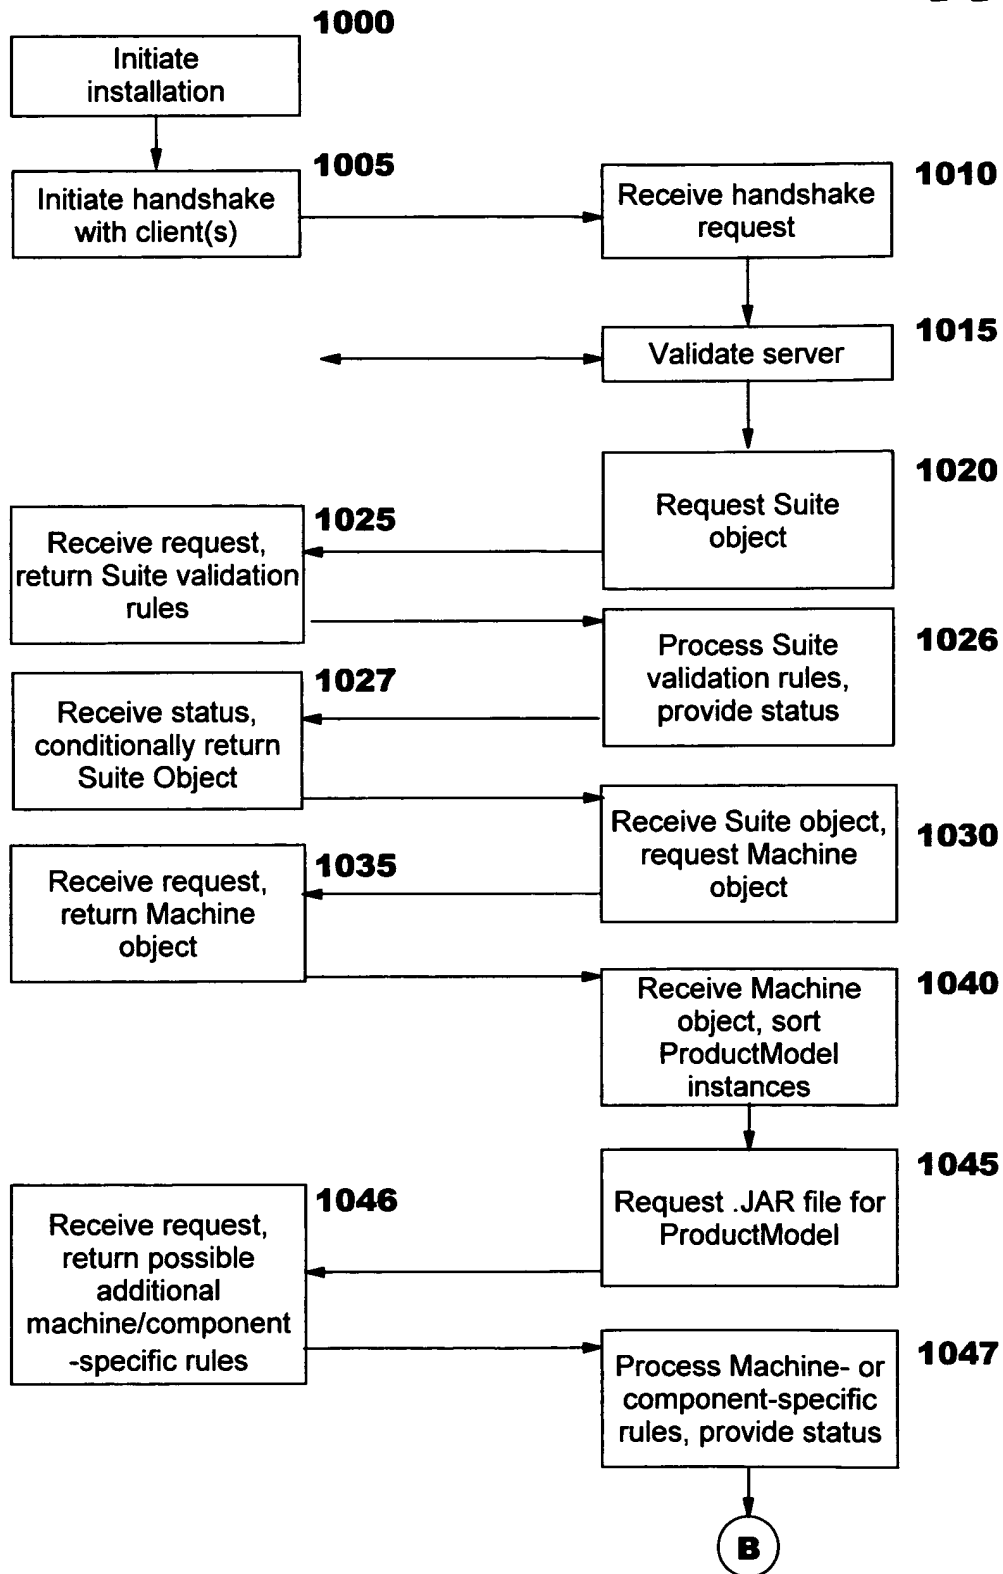 1000
Initiate
installation
1005
Initiate handshake
with client(s)
1010
Receive handshake
request
1015
Validate server
1020
Request Suite
object
1025
Receive request,
return Suite validation
rules
1026
Process Suite
validation rules,
provide status
1027
Receive status,
conditionally return
Suite Object
1030
Receive Suite object,
request Machine
object
1035
Receive request,
return Machine
object
1040
Receive Machine
object, sort
ProductModel
instances
1045
Request .JAR file for
ProductModel
1046
Receive request,
return possible
additional
machine/component
-specific rules
1047
Process Machine- or
component-specific
rules, provide status
B